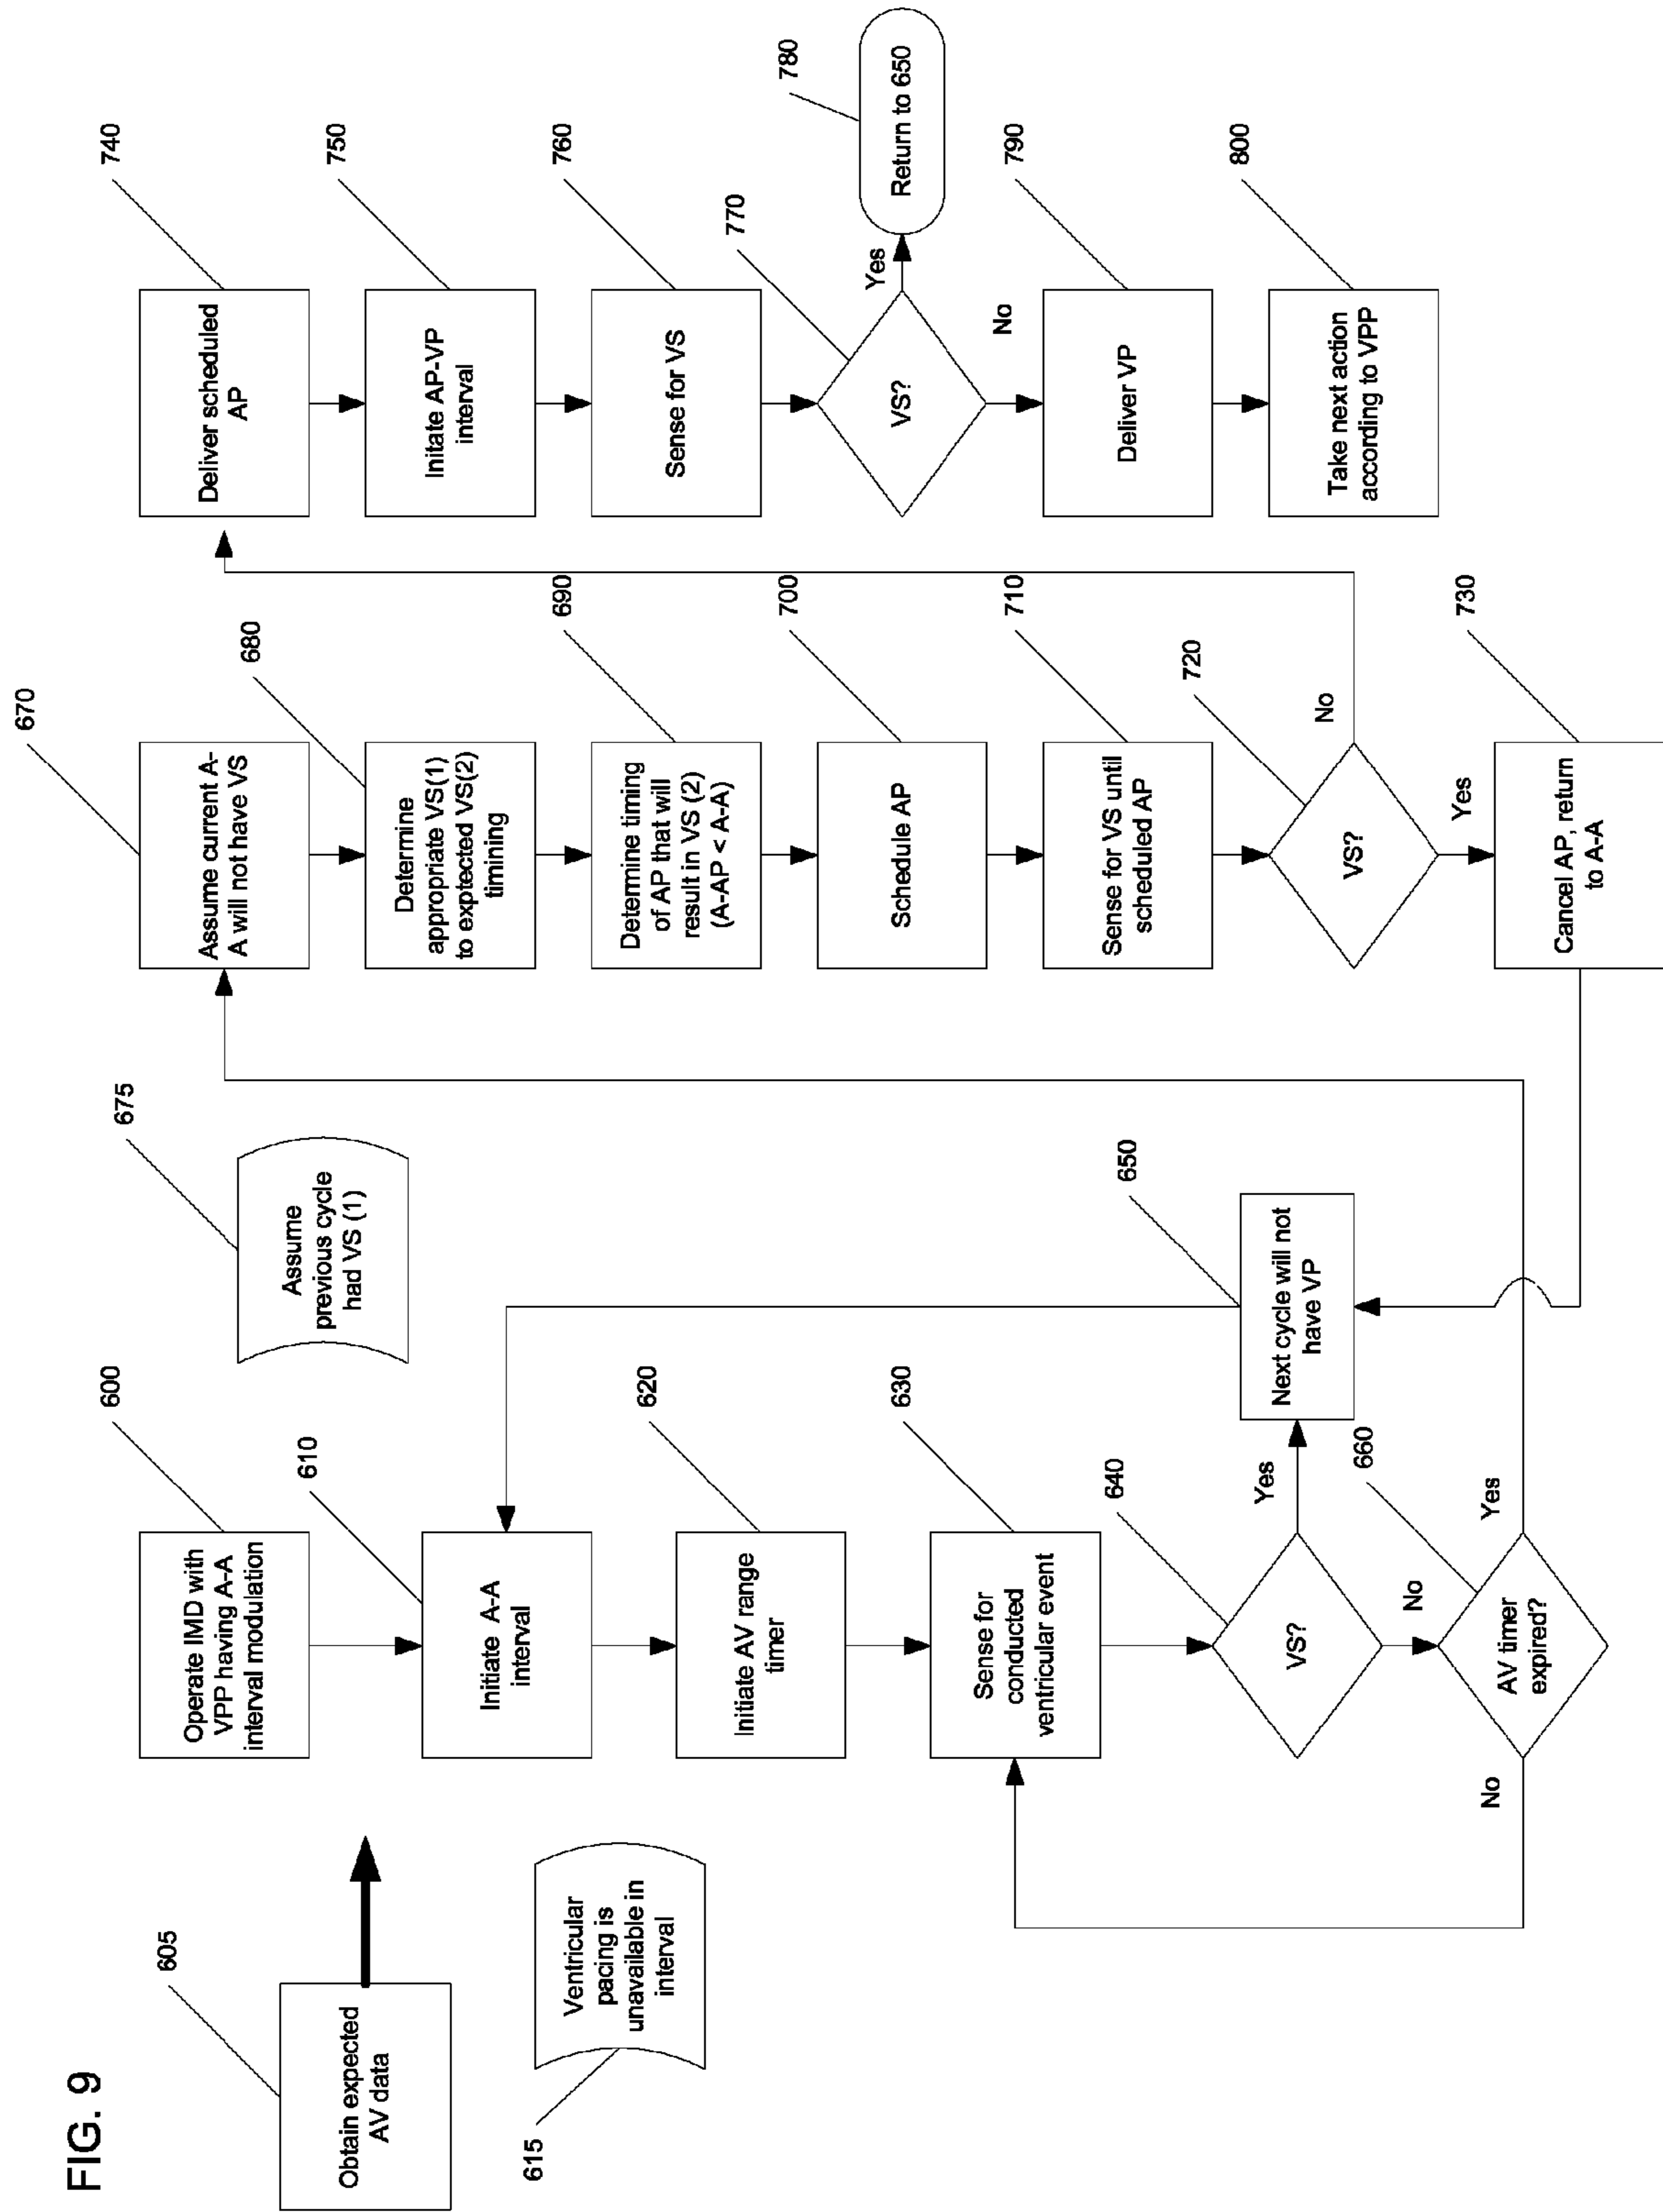 FIG. 9
605
Obtain expected
AV data
615
Ventricular
pacing is
unavailable in
interval
600
Operate IMD with
VPP having A-A
interval modulation
610
Initiate A-A
interval
620
Initiate AV range
timer
630
Sense for
conducted
ventricular event
640
VS?
Yes
No
650
Next cycle will not
have VP
660
AV timer
expired?
No
Yes
675
Assume
previous cycle
had VS (1)
670
Assume current A-
A will not have VS
680
Determine
appropriate VS(1)
to exptected VS(2)
timining
690
Determine timing
of AP that will
result in VS (2)
(A-AP < A-A)
700
Schedule AP
710
Sense for VS until
scheduled AP
720
VS?
No
Yes
730
Cancel AP, return
to A-A
740
Deliver scheduled
AP
750
Initate AP-VP
interval
760
Sense for VS
770
VS?
Yes
No
780
Return to 650
790
Deliver VP
800
Take next action
according to VPP